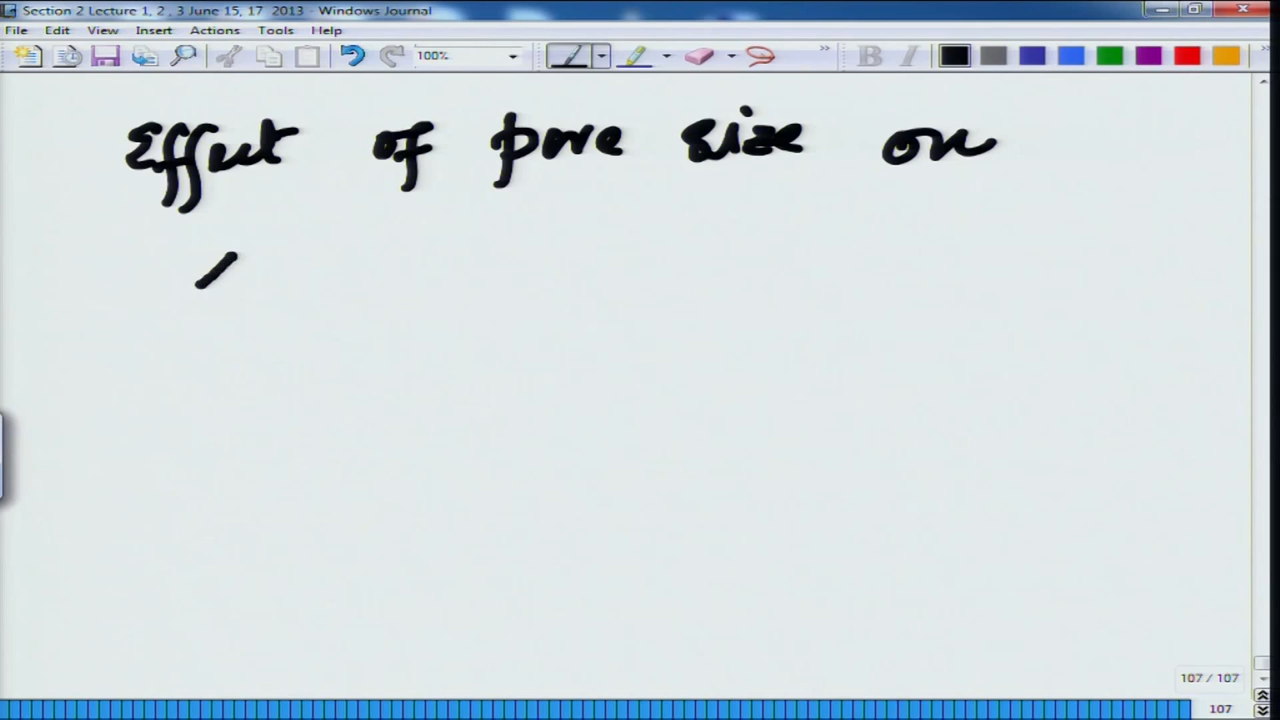 Section 2 Lecture 1, 2 , 3 June 15, 17 2013 - Windows Journal
File Edit View Insert Actions Tools Help
100% B I
Effect of pore size on
107 / 107
107